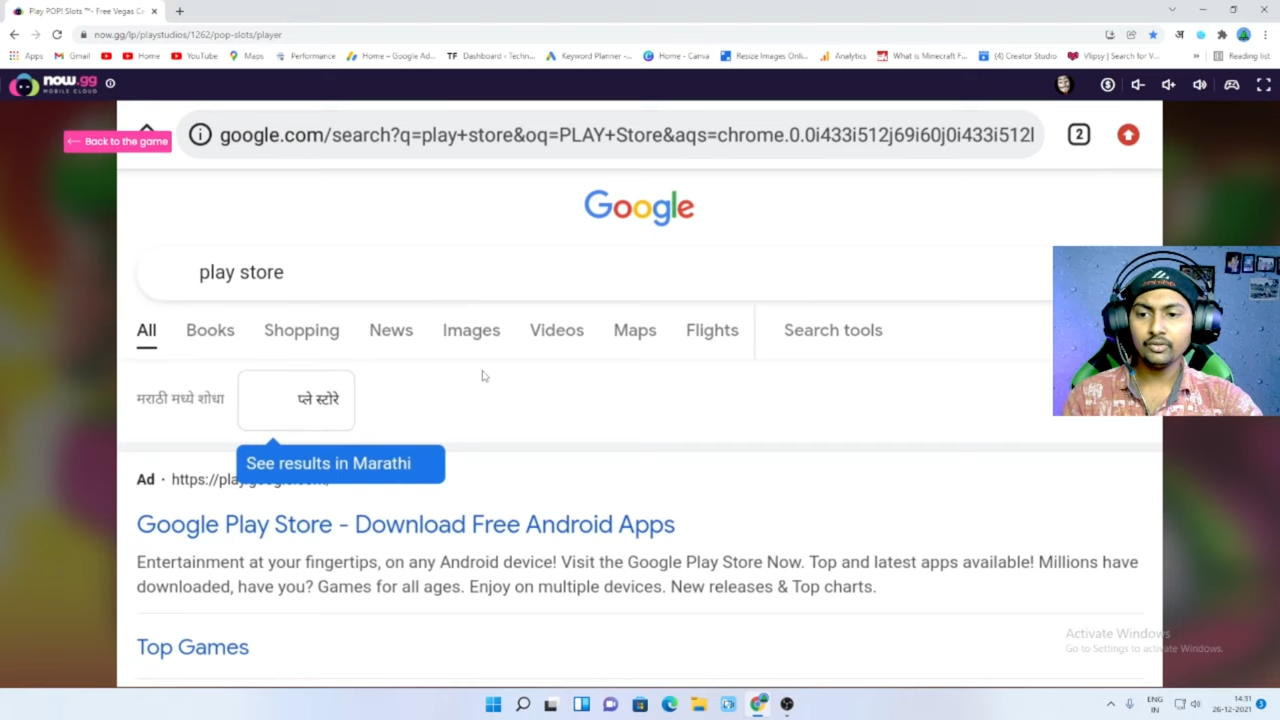 Play POP! Slots ™- Free Vegas Ca
now.gg/lp/playstudios/1262/pop-slots/player
Apps
Gmail
Home
YouTube
Maps
Performance
Home – Google Ad...
TF Dashboard - Techn...
Keyword Planner -...
Home - Canva
Resize Images Onli...
Analytics
What is Minecraft F...
(4) Creator Studio
Vlipsy | Search for V...
»
Reading list
now.gg
MOBILE CLOUD
← Back to the game
google.com/search?q=play+store&oq=PLAY+Store&aqs=chrome.0.0i433i512j69i60j0i433i512l
2
Google
play store
All Books Shopping News Images Videos Maps Flights Search tools
मराठी मध्ये शोधा
प्ले स्टोरे
See results in Marathi
Ad · https://play.google.com/
Google Play Store - Download Free Android Apps
Entertainment at your fingertips, on any Android device! Visit the Google Play Store Now. Top and latest apps available! Millions have
downloaded, have you? Games for all ages. Enjoy on multiple devices. New releases & Top charts.
Top Games
Activate Windows
Go to Settings to activate Windows.
ENG
IN
14:31
26-12-2021
3